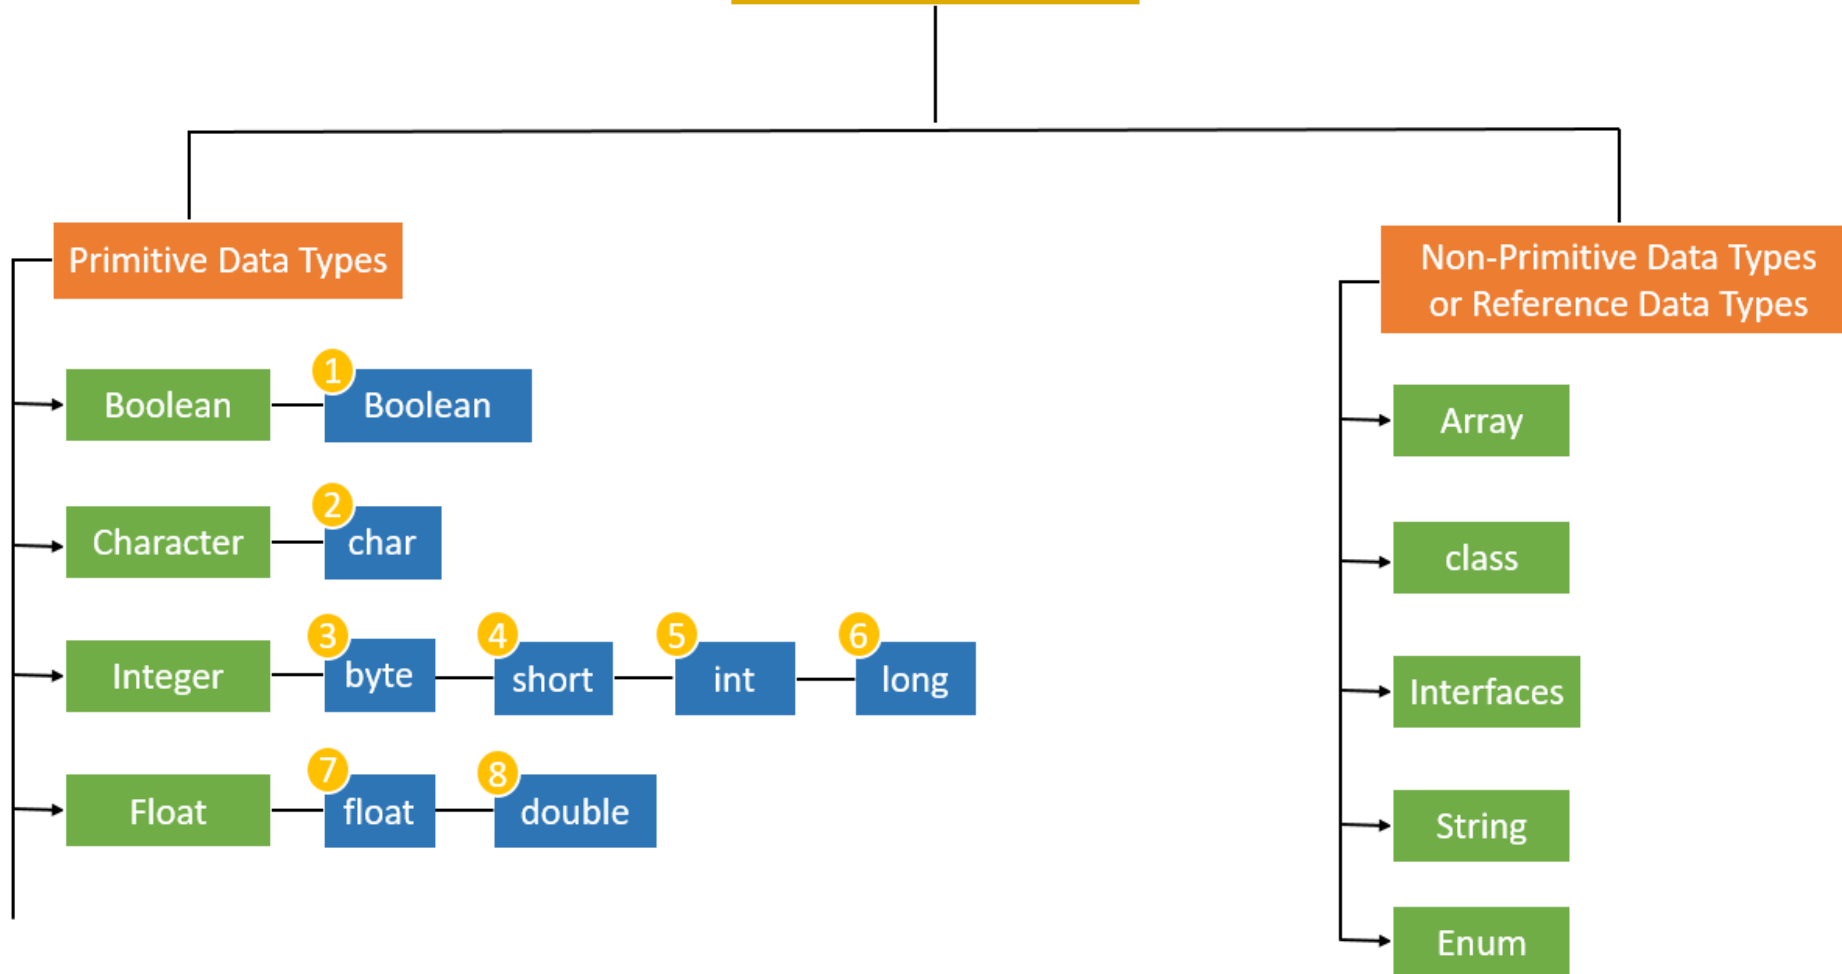 Primitive Data Types
Non-Primitive Data Types
or Reference Data Types
1
Boolean
Boolean
Array
2
Character
char
class
3
4
5
6
Integer
byte
short
int
long
Interfaces
7
8
Float
float
double
String
Enum